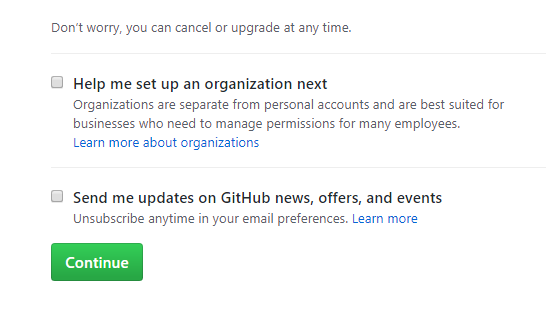 Don't worry, you can cancel or upgrade at any time.
Help me set up an organization next
Organizations are separate from personal accounts and are best suited for
businesses who need to manage permissions for many employees.
Learn more about organizations
Send me updates on GitHub news, offers, and events
Unsubscribe anytime in your email preferences. Learn more
Continue